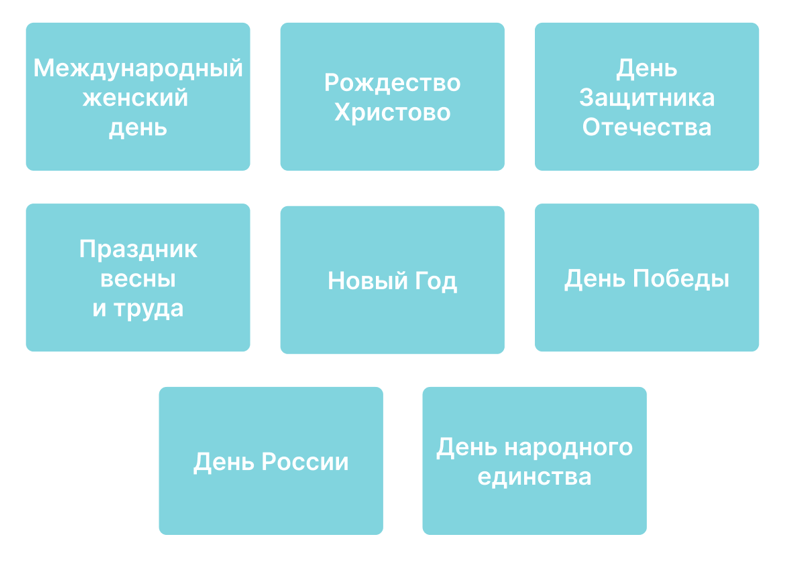 Международный
женский
день
Рождество
Христово
День
Защитника
Отечества
Праздник
весны
и труда
Новый Год
День Победы
День России
День народного
единства